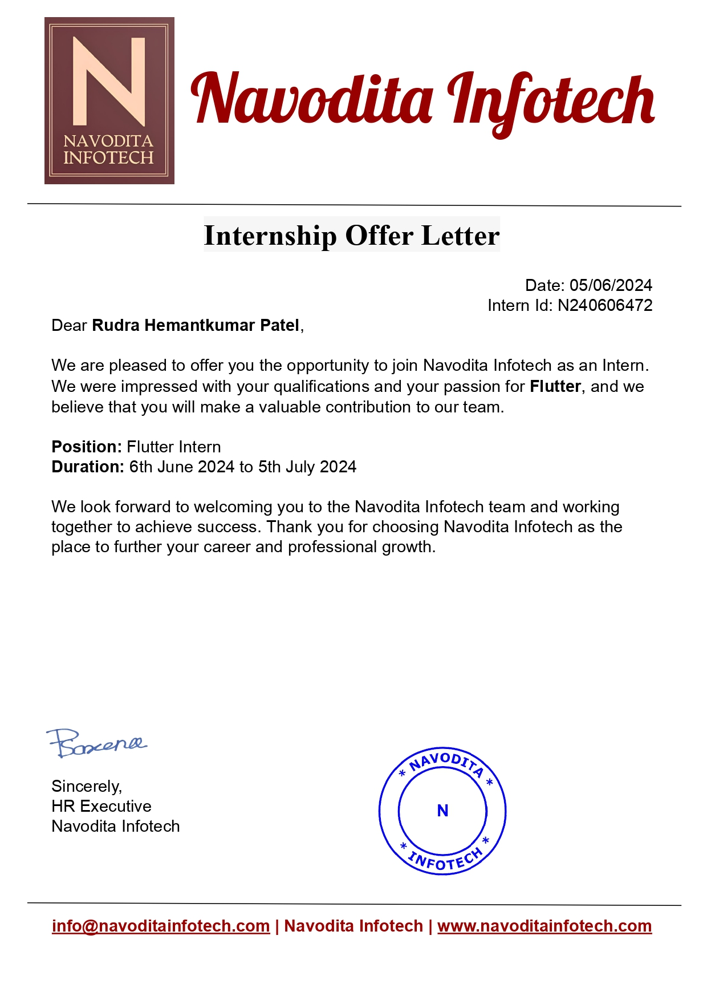 NAVODITA
INFOTECH
Navodita Infotech
Internship Offer Letter
Date: 05/06/2024
Intern Id: N240606472
Dear Rudra Hemantkumar Patel,
We are pleased to offer you the opportunity to join Navodita Infotech as an Intern.
We were impressed with your qualifications and your passion for Flutter, and we
believe that you will make a valuable contribution to our team.
Position: Flutter Intern
Duration: 6th June 2024 to 5th July 2024
We look forward to welcoming you to the Navodita Infotech team and working
together to achieve success. Thank you for choosing Navodita Infotech as the
place to further your career and professional growth.
PSaxena
Sincerely,
HR Executive
Navodita Infotech
* NAVODITA *
N
* INFOTECH *
info@navoditainfotech.com | Navodita Infotech | www.navoditainfotech.com